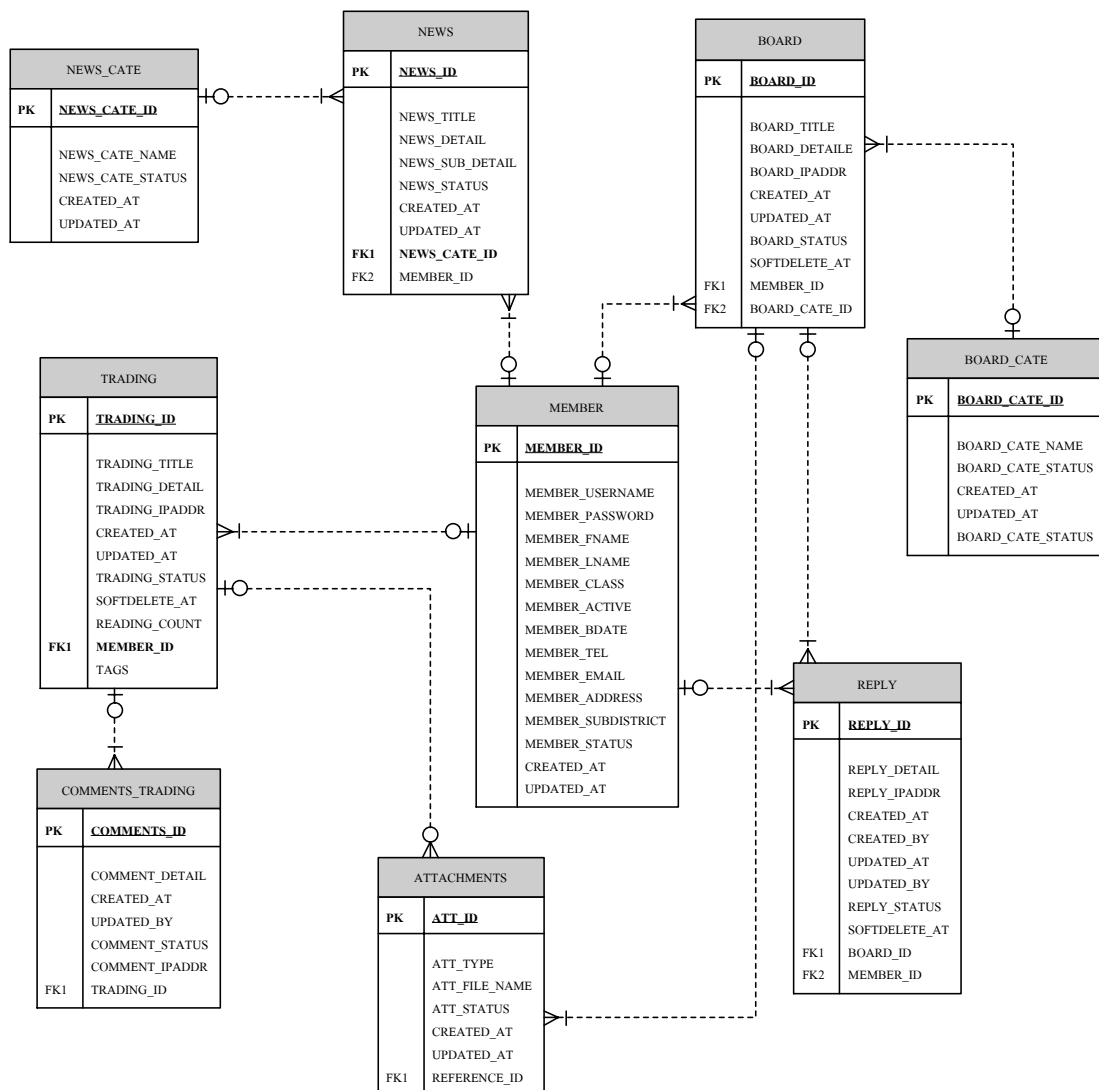 NEWS_CATE
PK NEWS_CATE_ID
NEWS_CATE_NAME
NEWS_CATE_STATUS
CREATED_AT
UPDATED_AT
NEWS
PK NEWS_ID
NEWS_TITLE
NEWS_DETAIL
NEWS_SUB_DETAIL
NEWS_STATUS
CREATED_AT
UPDATED_AT
FK1 NEWS_CATE_ID
FK2 MEMBER_ID
BOARD
PK BOARD_ID
BOARD_TITLE
BOARD_DETAILE
BOARD_IPADDR
CREATED_AT
UPDATED_AT
BOARD_STATUS
SOFTDELETE_AT
FK1 MEMBER_ID
FK2 BOARD_CATE_ID
BOARD_CATE
PK BOARD_CATE_ID
BOARD_CATE_NAME
BOARD_CATE_STATUS
CREATED_AT
UPDATED_AT
BOARD_CATE_STATUS
TRADING
PK TRADING_ID
TRADING_TITLE
TRADING_DETAIL
TRADING_IPADDR
CREATED_AT
UPDATED_AT
TRADING_STATUS
SOFTDELETE_AT
READING_COUNT
FK1 MEMBER_ID
TAGS
MEMBER
PK MEMBER_ID
MEMBER_USERNAME
MEMBER_PASSWORD
MEMBER_FNAME
MEMBER_LNAME
MEMBER_CLASS
MEMBER_ACTIVE
MEMBER_BDATE
MEMBER_TEL
MEMBER_EMAIL
MEMBER_ADDRESS
MEMBER_SUBDISTRICT
MEMBER_STATUS
CREATED_AT
UPDATED_AT
REPLY
PK REPLY_ID
REPLY_DETAIL
REPLY_IPADDR
CREATED_AT
CREATED_BY
UPDATED_AT
UPDATED_BY
REPLY_STATUS
SOFTDELETE_AT
FK1 BOARD_ID
FK2 MEMBER_ID
COMMENTS_TRADING
PK COMMENTS_ID
COMMENT_DETAIL
CREATED_AT
UPDATED_BY
COMMENT_STATUS
COMMENT_IPADDR
FK1 TRADING_ID
ATTACHMENTS
PK ATT_ID
ATT_TYPE
ATT_FILE_NAME
ATT_STATUS
CREATED_AT
UPDATED_AT
FK1 REFERENCE_ID